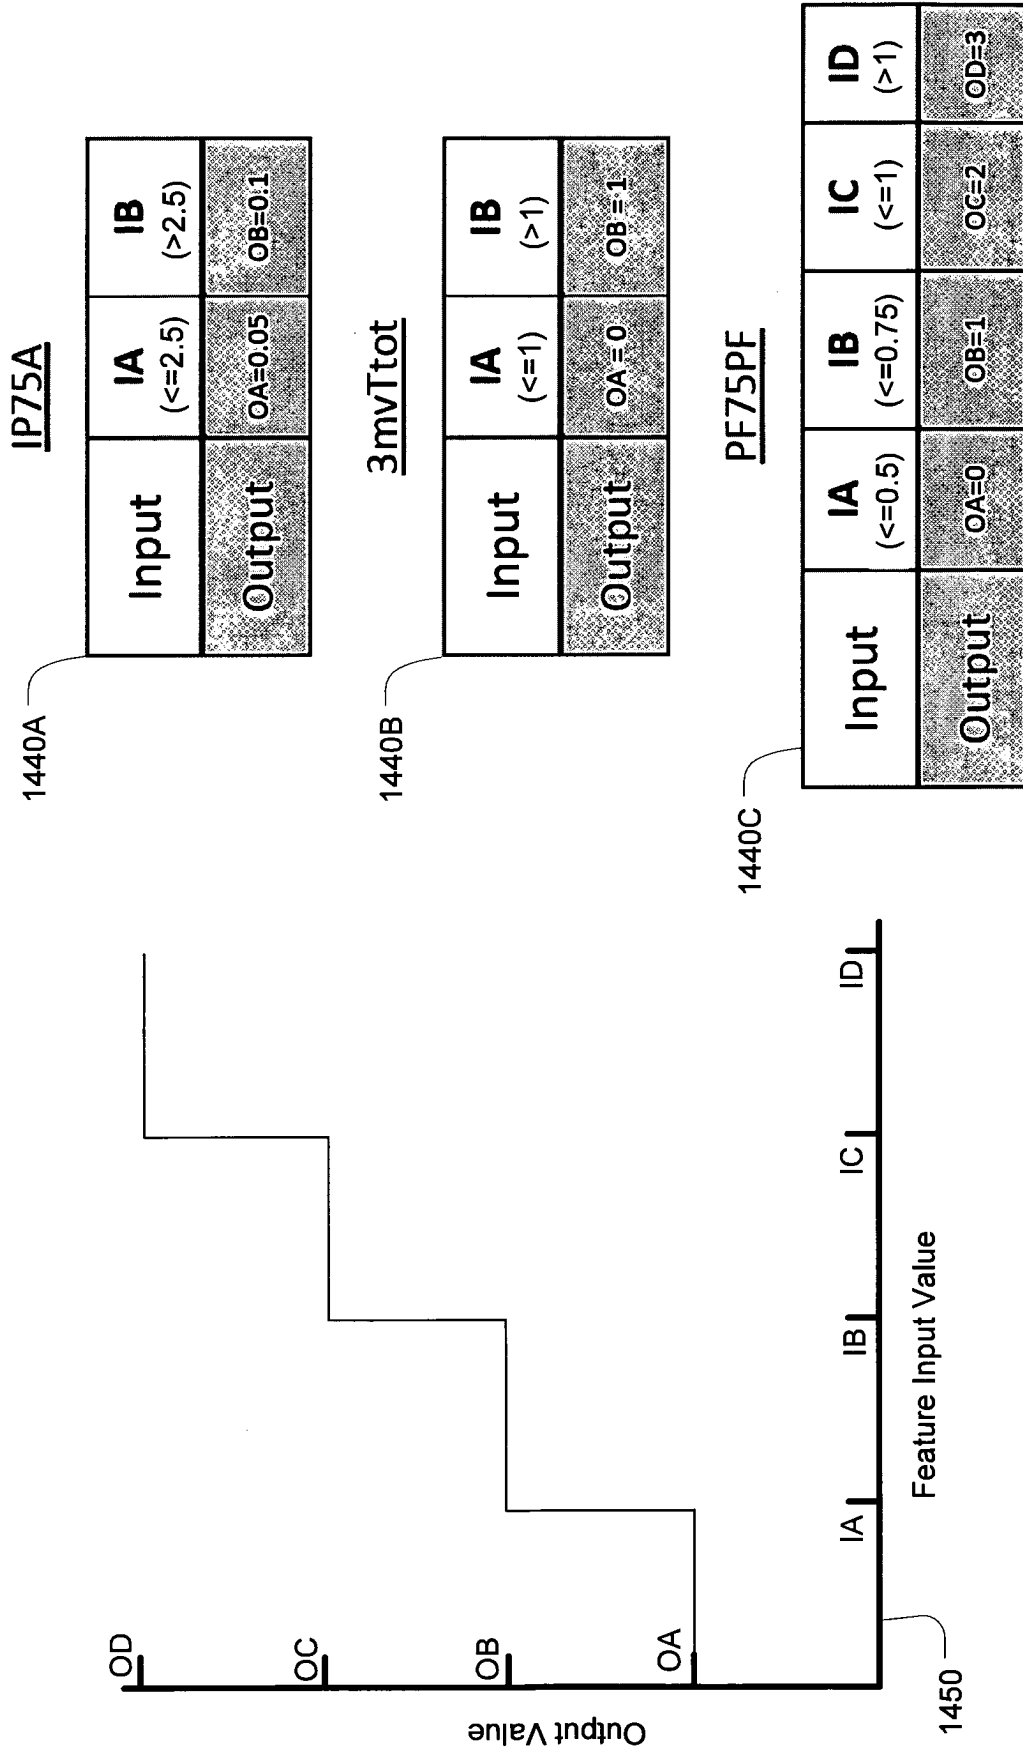 Output Value
OD
OC
OB
OA
IA
IB
IC
ID
Feature Input Value
1450
IP75A
1440A
Input
IA
(<=2.5)
IB
(>2.5)
Output
OA=0.05
OB=0.1
3mvTtot
1440B
Input
IA
(<=1)
IB
(>1)
Output
OA = 0
OB = 1
PF75PF
1440C
Input
IA
(<=0.5)
IB
(<=0.75)
IC
(<=1)
ID
(>1)
Output
OA=0
OB=1
OC=2
OD=3